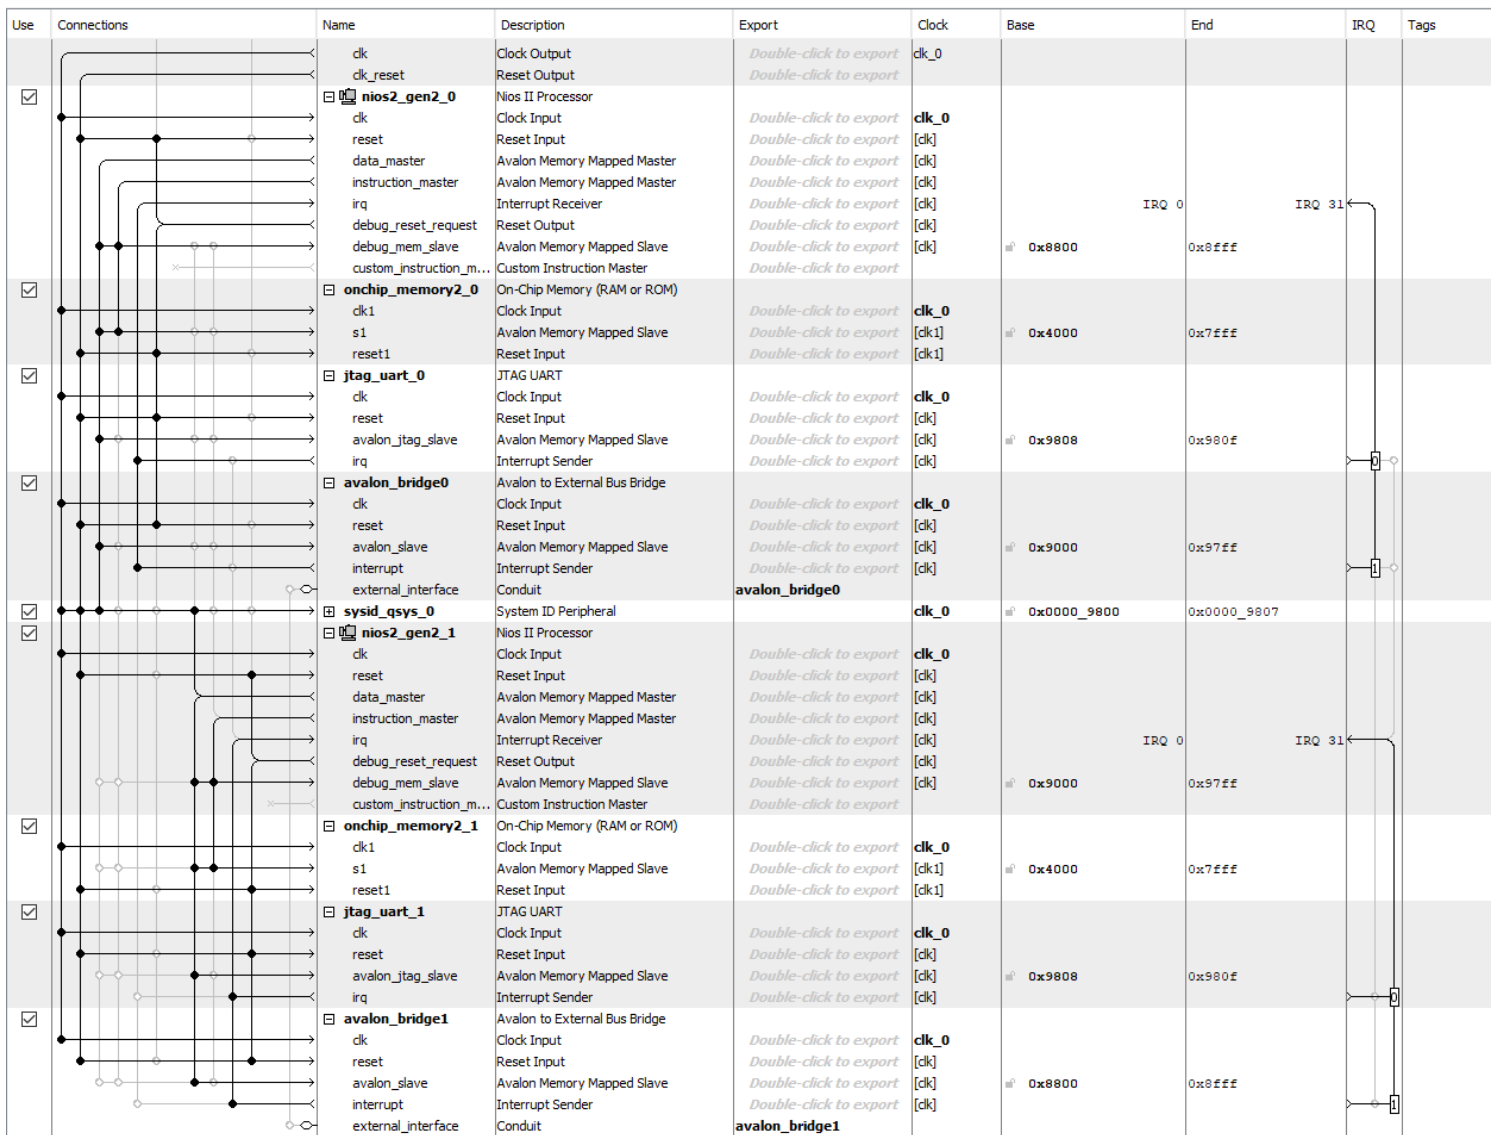 Use Connections Name Description Export Clock Base End IRQ Tags
clk Clock Output Double-click to export clk_0
clk_reset Reset Output Double-click to export
nios2_gen2_0 Nios II Processor
clk Clock Input Double-click to export clk_0
reset Reset Input Double-click to export [clk]
data_master Avalon Memory Mapped Master Double-click to export [clk]
instruction_master Avalon Memory Mapped Master Double-click to export [clk]
irq Interrupt Receiver Double-click to export [clk] IRQ 0 IRQ 31
debug_reset_request Reset Output Double-click to export [clk]
debug_mem_slave Avalon Memory Mapped Slave Double-click to export [clk] 0x8800 0x8fff
custom_instruction_m... Custom Instruction Master Double-click to export
onchip_memory2_0 On-Chip Memory (RAM or ROM)
clk1 Clock Input Double-click to export clk_0
s1 Avalon Memory Mapped Slave Double-click to export [clk1] 0x4000 0x7fff
reset1 Reset Input Double-click to export [clk1]
jtag_uart_0 JTAG UART
clk Clock Input Double-click to export clk_0
reset Reset Input Double-click to export [clk]
avalon_jtag_slave Avalon Memory Mapped Slave Double-click to export [clk] 0x9808 0x980f
irq Interrupt Sender Double-click to export [clk] 0
avalon_bridge0 Avalon to External Bus Bridge
clk Clock Input Double-click to export clk_0
reset Reset Input Double-click to export [clk]
avalon_slave Avalon Memory Mapped Slave Double-click to export [clk] 0x9000 0x97ff
interrupt Interrupt Sender Double-click to export [clk] 1
external_interface Conduit avalon_bridge0
sysid_qsys_0 System ID Peripheral clk_0 0x0000_9800 0x0000_9807
nios2_gen2_1 Nios II Processor
clk Clock Input Double-click to export clk_0
reset Reset Input Double-click to export [clk]
data_master Avalon Memory Mapped Master Double-click to export [clk]
instruction_master Avalon Memory Mapped Master Double-click to export [clk]
irq Interrupt Receiver Double-click to export [clk] IRQ 0 IRQ 31
debug_reset_request Reset Output Double-click to export [clk]
debug_mem_slave Avalon Memory Mapped Slave Double-click to export [clk] 0x9000 0x97ff
custom_instruction_m... Custom Instruction Master Double-click to export
onchip_memory2_1 On-Chip Memory (RAM or ROM)
clk1 Clock Input Double-click to export clk_0
s1 Avalon Memory Mapped Slave Double-click to export [clk1] 0x4000 0x7fff
reset1 Reset Input Double-click to export [clk1]
jtag_uart_1 JTAG UART
clk Clock Input Double-click to export clk_0
reset Reset Input Double-click to export [clk]
avalon_jtag_slave Avalon Memory Mapped Slave Double-click to export [clk] 0x9808 0x980f
irq Interrupt Sender Double-click to export [clk] 0
avalon_bridge1 Avalon to External Bus Bridge
clk Clock Input Double-click to export clk_0
reset Reset Input Double-click to export [clk]
avalon_slave Avalon Memory Mapped Slave Double-click to export [clk] 0x8800 0x8fff
interrupt Interrupt Sender Double-click to export [clk] 1
external_interface Conduit avalon_bridge1